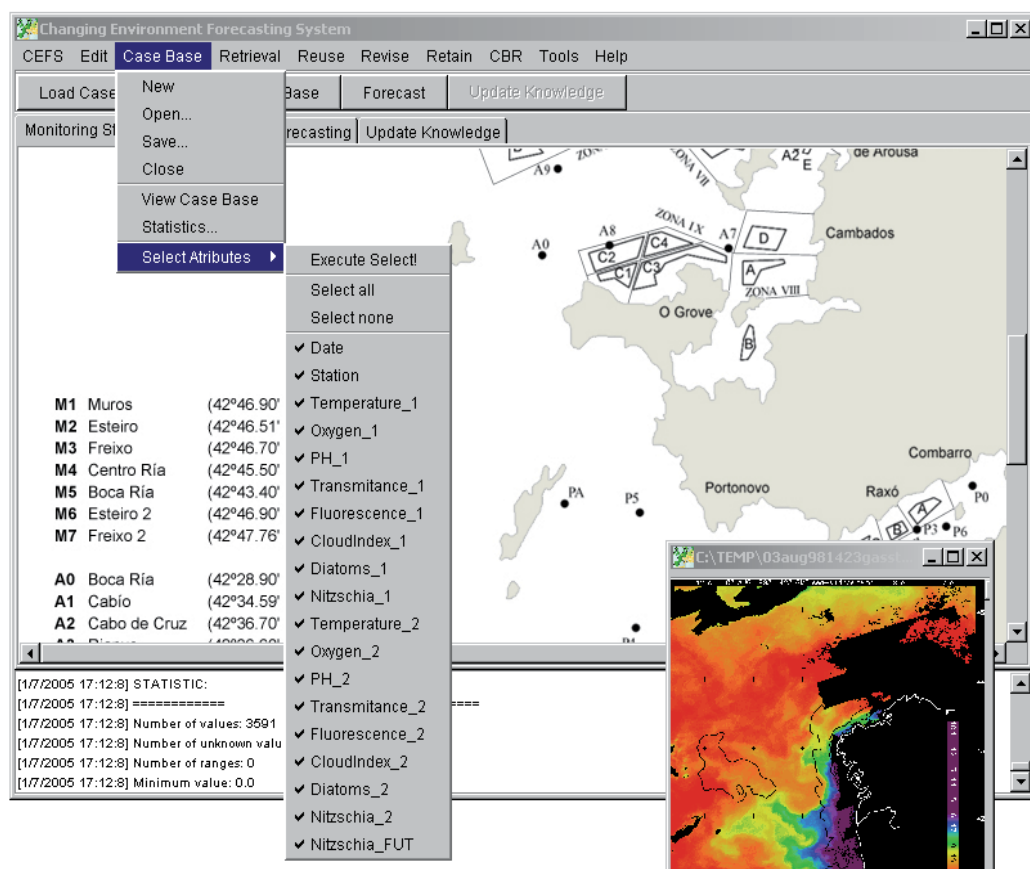 Changing Environment Forecasting System
CEFS Edit Case Base Retrieval Reuse Revise Retain CBR Tools Help
Load Case Base Forecast Update Knowledge
Monitoring recasting Update Knowledge
New
Open...
Save...
Close
View Case Base
Statistics...
Select Atributes
Execute Select!
Select all
Select none
Date
Station
Temperature_1
Oxygen_1
PH_1
Transmitance_1
Fluorescence_1
CloudIndex_1
Diatoms_1
Nitzschia_1
Temperature_2
Oxygen_2
PH_2
Transmitance_2
Fluorescence_2
CloudIndex_2
Diatoms_2
Nitzschia_2
Nitzschia_FUT
A9
ZONA VII
A2
E
de Arousa
ZONA IX
A0
A8
A7
C4
C2
C1
C3
D
Cambados
A
ZONA VIII
O Grove
B
Combarro
PA
P5
Portonovo
Raxó
P0
A
B
P3
P6
M1 Muros (42º46.90'
M2 Esteiro (42º46.51'
M3 Freixo (42º46.70'
M4 Centro Ría (42º45.50'
M5 Boca Ría (42º43.40'
M6 Esteiro 2 (42º46.90'
M7 Freixo 2 (42º47.76'
A0 Boca Ría (42º28.90'
A1 Cabío (42º34.59'
A2 Cabo de Cruz (42º36.70'
C:\TEMP\03aug981423gasst...
[1/7/2005 17:12:8] STATISTIC:
[1/7/2005 17:12:8] ============ ====
[1/7/2005 17:12:8] Number of values: 3591
[1/7/2005 17:12:8] Number of unknown valu
[1/7/2005 17:12:8] Number of ranges: 0
[1/7/2005 17:12:8] Minimum value: 0.0